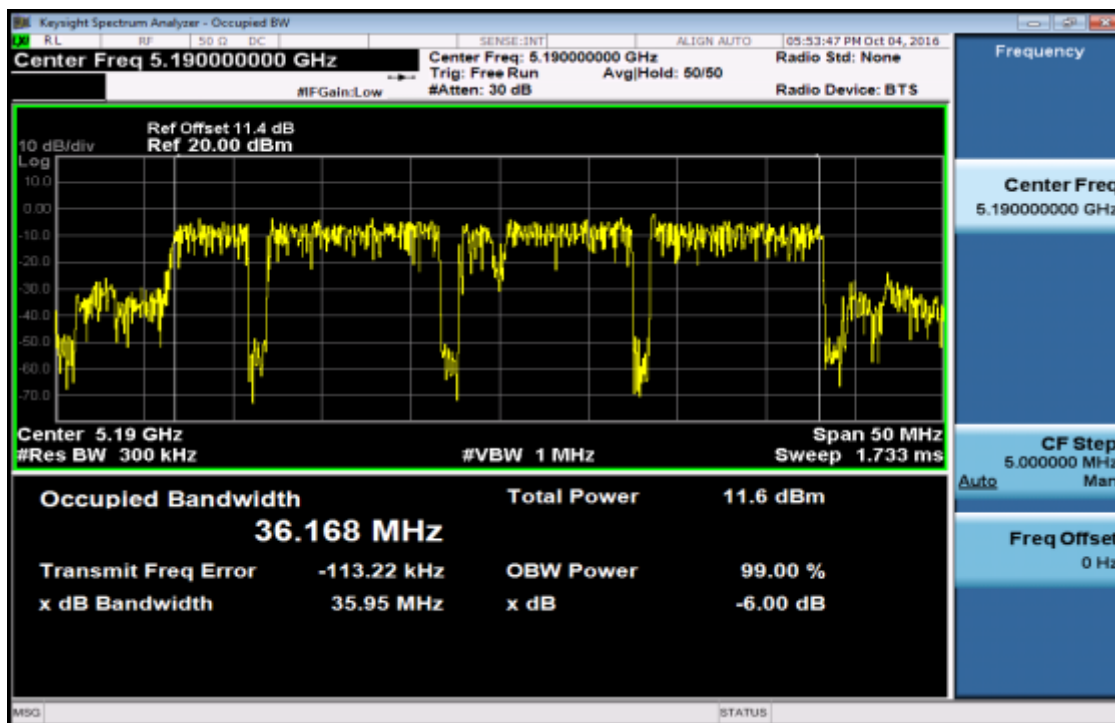 Keysight Spectrum Analyzer - Occupied BW
RL RF 50 Ω DC SENSE:INT ALIGN AUTO 05:53:47 PM Oct 04, 2016
Center Freq 5.190000000 GHz
Center Freq: 5.190000000 GHz Radio Std: None
Trig: Free Run Avg|Hold: 50/50
#IFGain:Low #Atten: 30 dB Radio Device: BTS
Ref Offset 11.4 dB
10 dB/div Ref 20.00 dBm
Log
10.0
0.00
-10.0
-20.0
-30.0
-40.0
-50.0
-60.0
-70.0
Center 5.19 GHz Span 50 MHz
#Res BW 300 kHz #VBW 1 MHz Sweep 1.733 ms
Occupied Bandwidth Total Power 11.6 dBm
36.168 MHz
Transmit Freq Error -113.22 kHz OBW Power 99.00 %
x dB Bandwidth 35.95 MHz x dB -6.00 dB
MSG STATUS
Frequency
Center Freq
5.190000000 GHz
CF Step
5.000000 MHz
Auto Man
Freq Offset
0 Hz